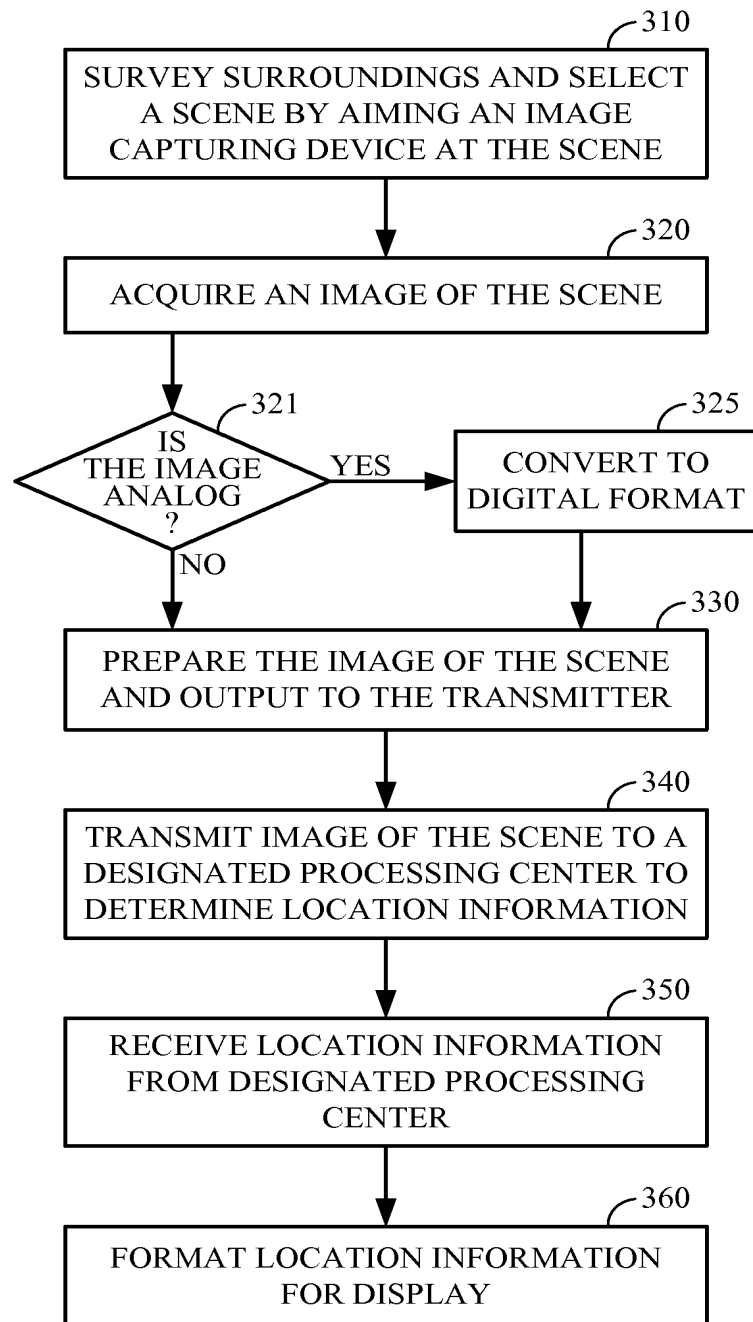 310
SURVEY SURROUNDINGS AND SELECT
A SCENE BY AIMING AN IMAGE
CAPTURING DEVICE AT THE SCENE
320
ACQUIRE AN IMAGE OF THE SCENE
321
IS
THE IMAGE
ANALOG
?
YES
NO
325
CONVERT TO
DIGITAL FORMAT
330
PREPARE THE IMAGE OF THE SCENE
AND OUTPUT TO THE TRANSMITTER
340
TRANSMIT IMAGE OF THE SCENE TO A
DESIGNATED PROCESSING CENTER TO
DETERMINE LOCATION INFORMATION
350
RECEIVE LOCATION INFORMATION
FROM DESIGNATED PROCESSING
CENTER
360
FORMAT LOCATION INFORMATION
FOR DISPLAY